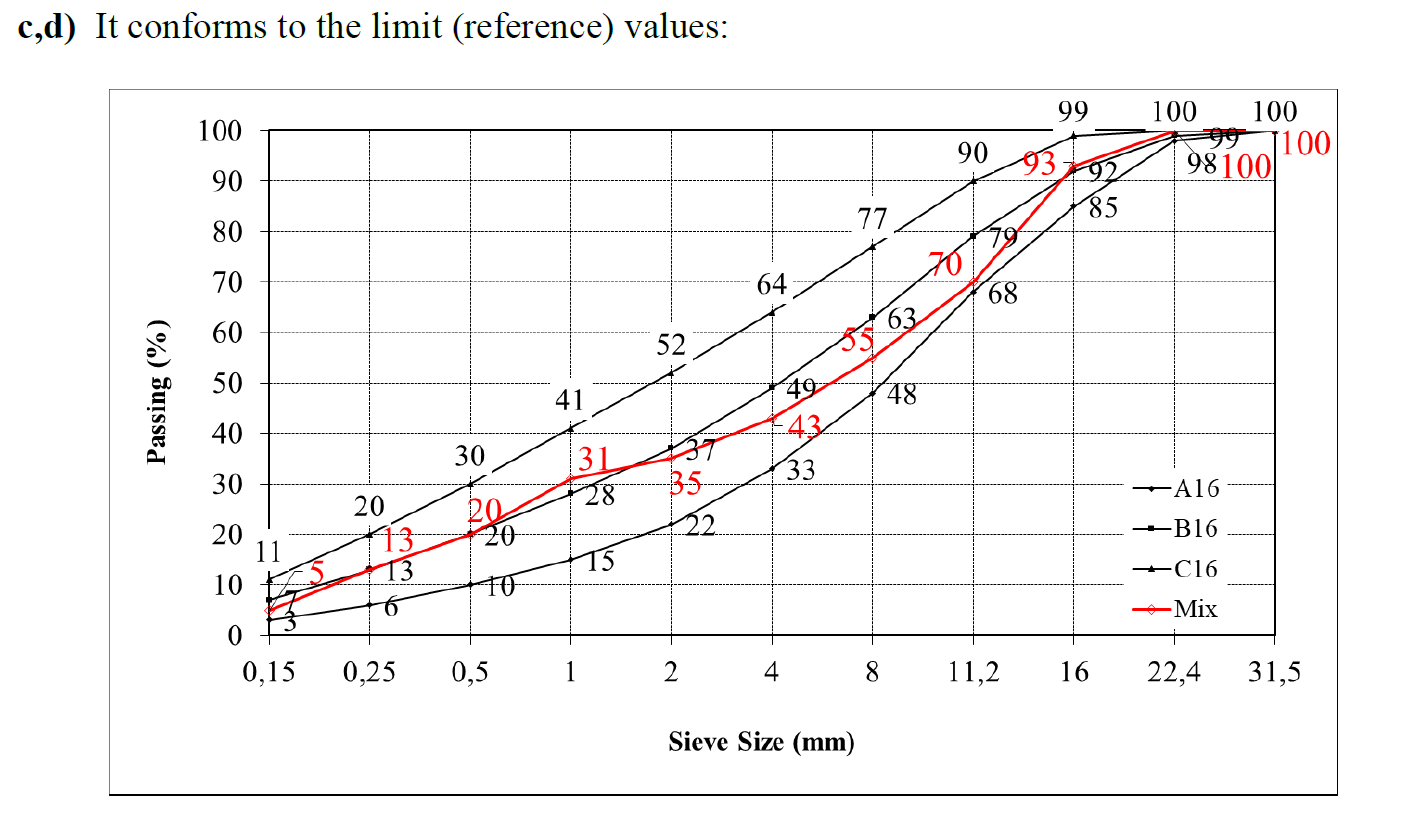 c,d) It conforms to the limit (reference) values:
99 100 100
100 99 100
90 93 98 100
90 92
77 85
80 79
70
70 64 68
63
60 52 55
50 49 48
41 43
40 37
30 31 33
30 28 35
20 20 A16
20 11 13 20 22 B16
5 13 15 C16
10 7 6 10
3 Mix
0
0,15 0,25 0,5 1 2 4 8 11,2 16 22,4 31,5
Passing (%)
Sieve Size (mm)